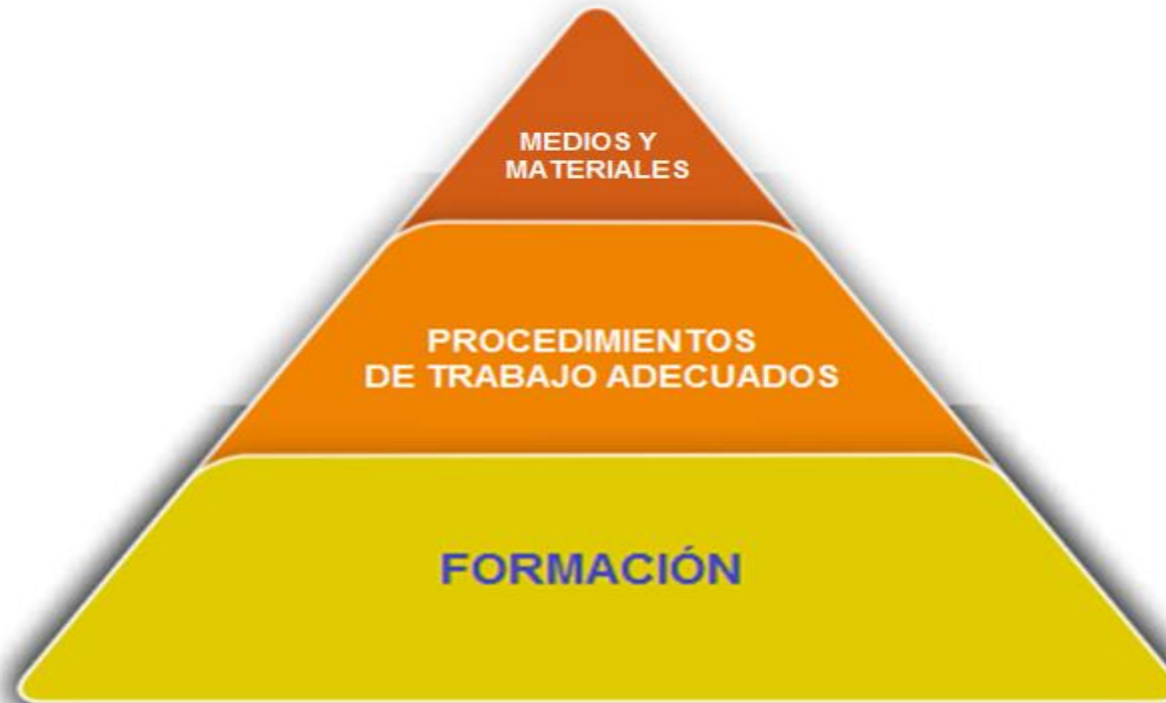 MEDIOS Y
MATERIALES
PROCEDIMIENTOS
DE TRABAJO ADECUADOS
FORMACIÓN